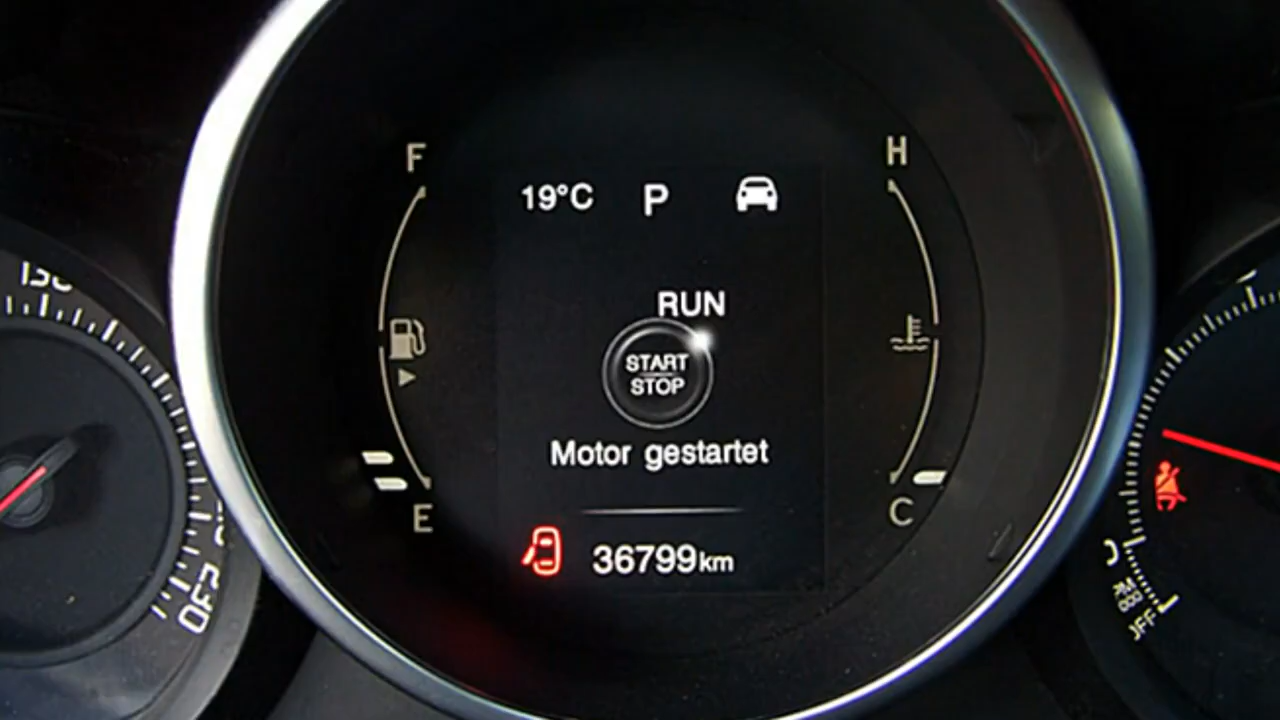 F
H
19°C P
RUN
START
STOP
Motor gestartet
E
C
36799km